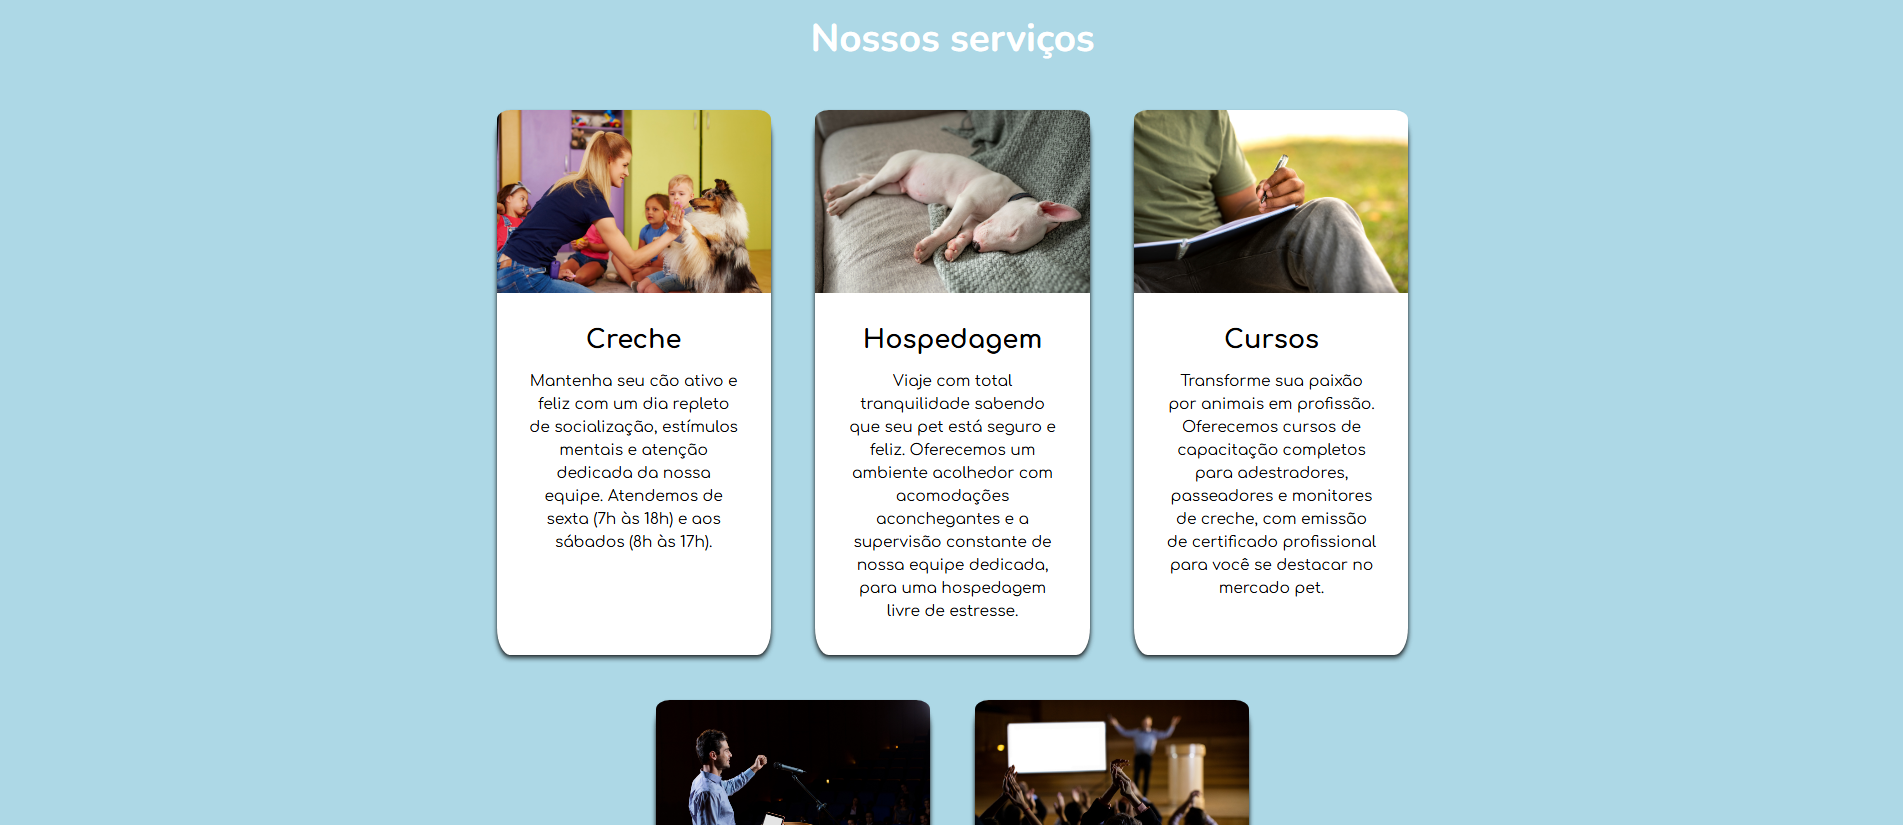 Nossos serviços
Creche
Mantenha seu cão ativo e
feliz com um dia repleto
de socialização, estímulos
mentais e atenção
dedicada da nossa
equipe. Atendemos de
sexta (7h às 18h) e aos
sábados (8h às 17h).
Hospedagem
Viaje com total
tranquilidade sabendo
que seu pet está seguro e
feliz. Oferecemos um
ambiente acolhedor com
acomodações
aconchegantes e a
supervisão constante de
nossa equipe dedicada,
para uma hospedagem
livre de estresse.
Cursos
Transforme sua paixão
por animais em profissão.
Oferecemos cursos de
capacitação completos
para adestradores,
passeadores e monitores
de creche, com emissão
de certificado profissional
para você se destacar no
mercado pet.